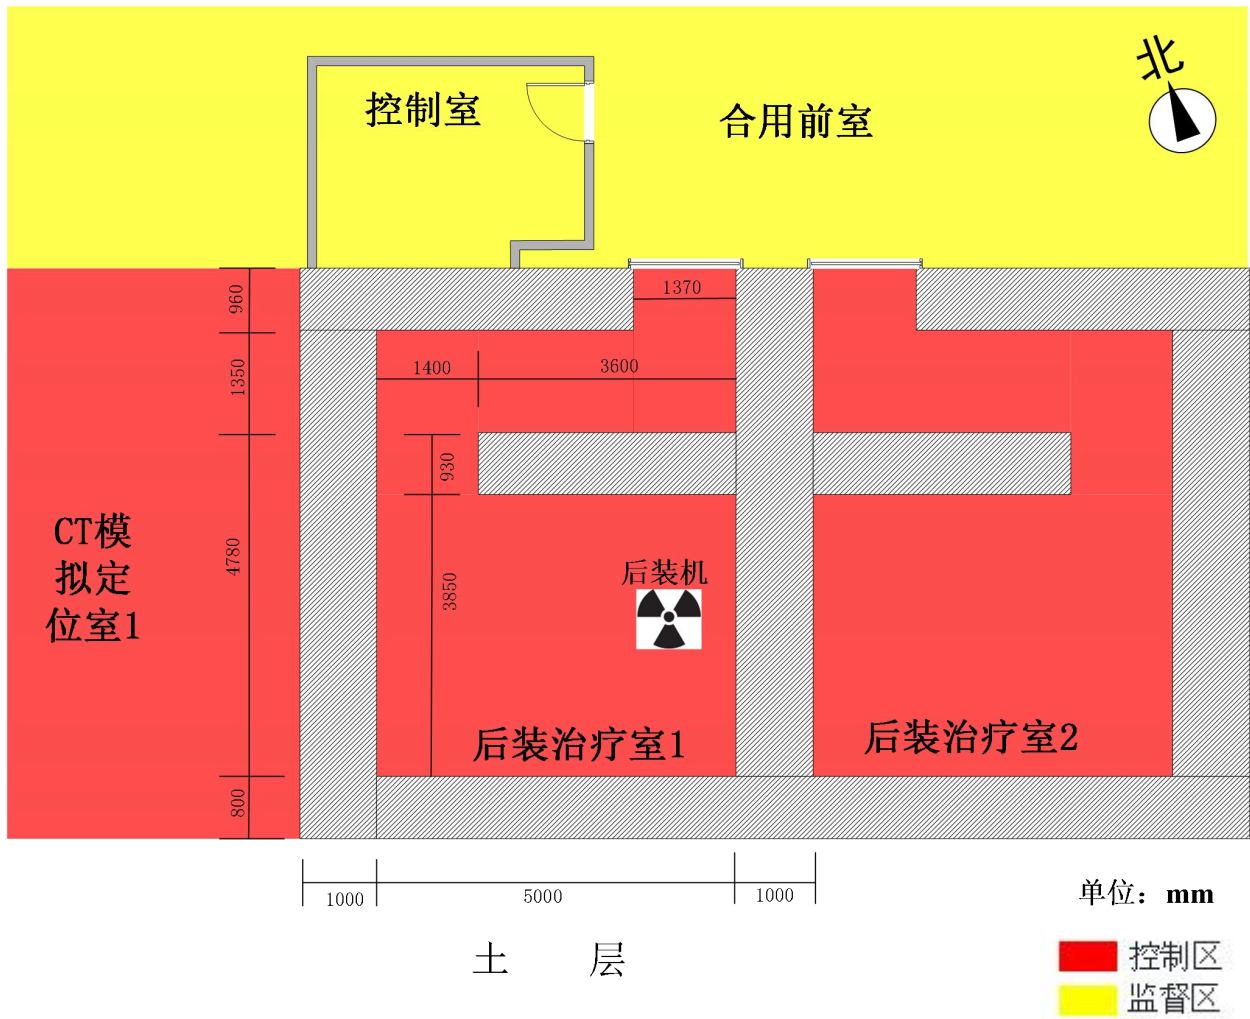 北
控制室
合用前室
960
1370
1350
1400
3600
930
CT模
拟定
位室1
4780
3850
后装机
后装治疗室1
后装治疗室2
800
1000
5000
1000
单位：mm
土 层
控制区
监督区